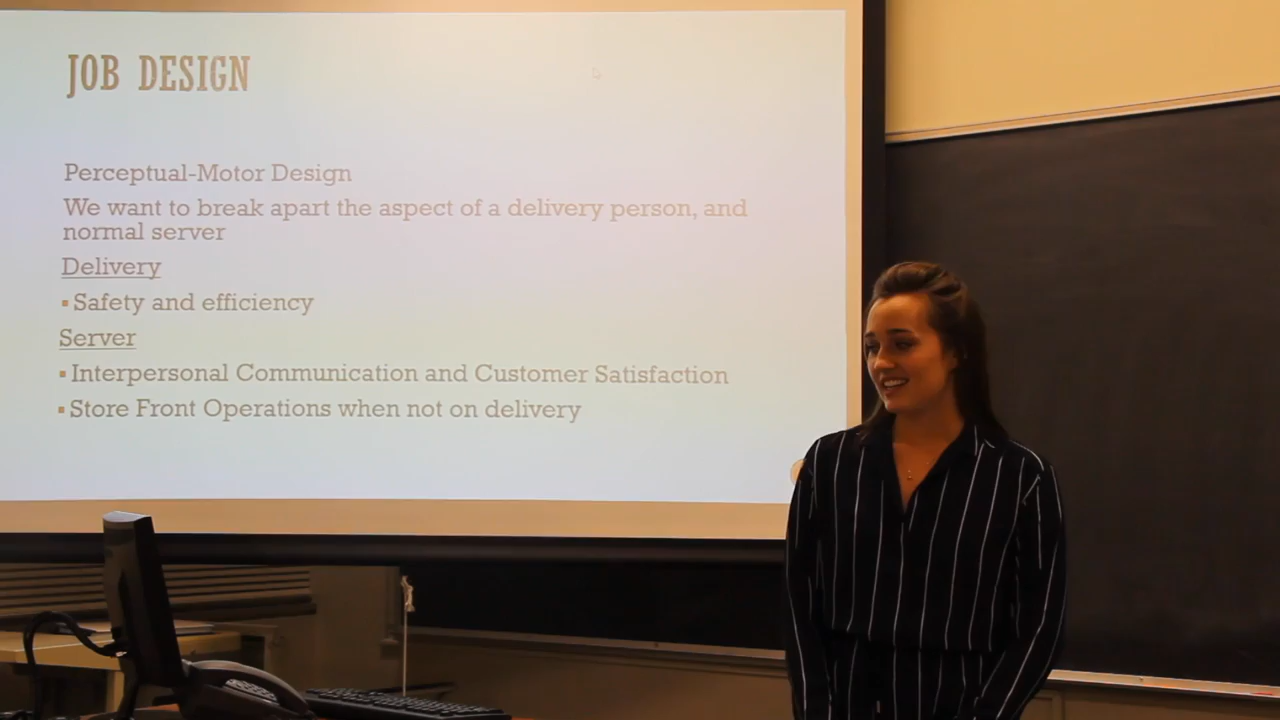 JOB DESIGN
Perceptual-Motor Design
We want to break apart the aspect of a delivery person, and
normal server
Delivery
▪ Safety and efficiency
Server
▪ Interpersonal Communication and Customer Satisfaction
▪ Store Front Operations when not on delivery